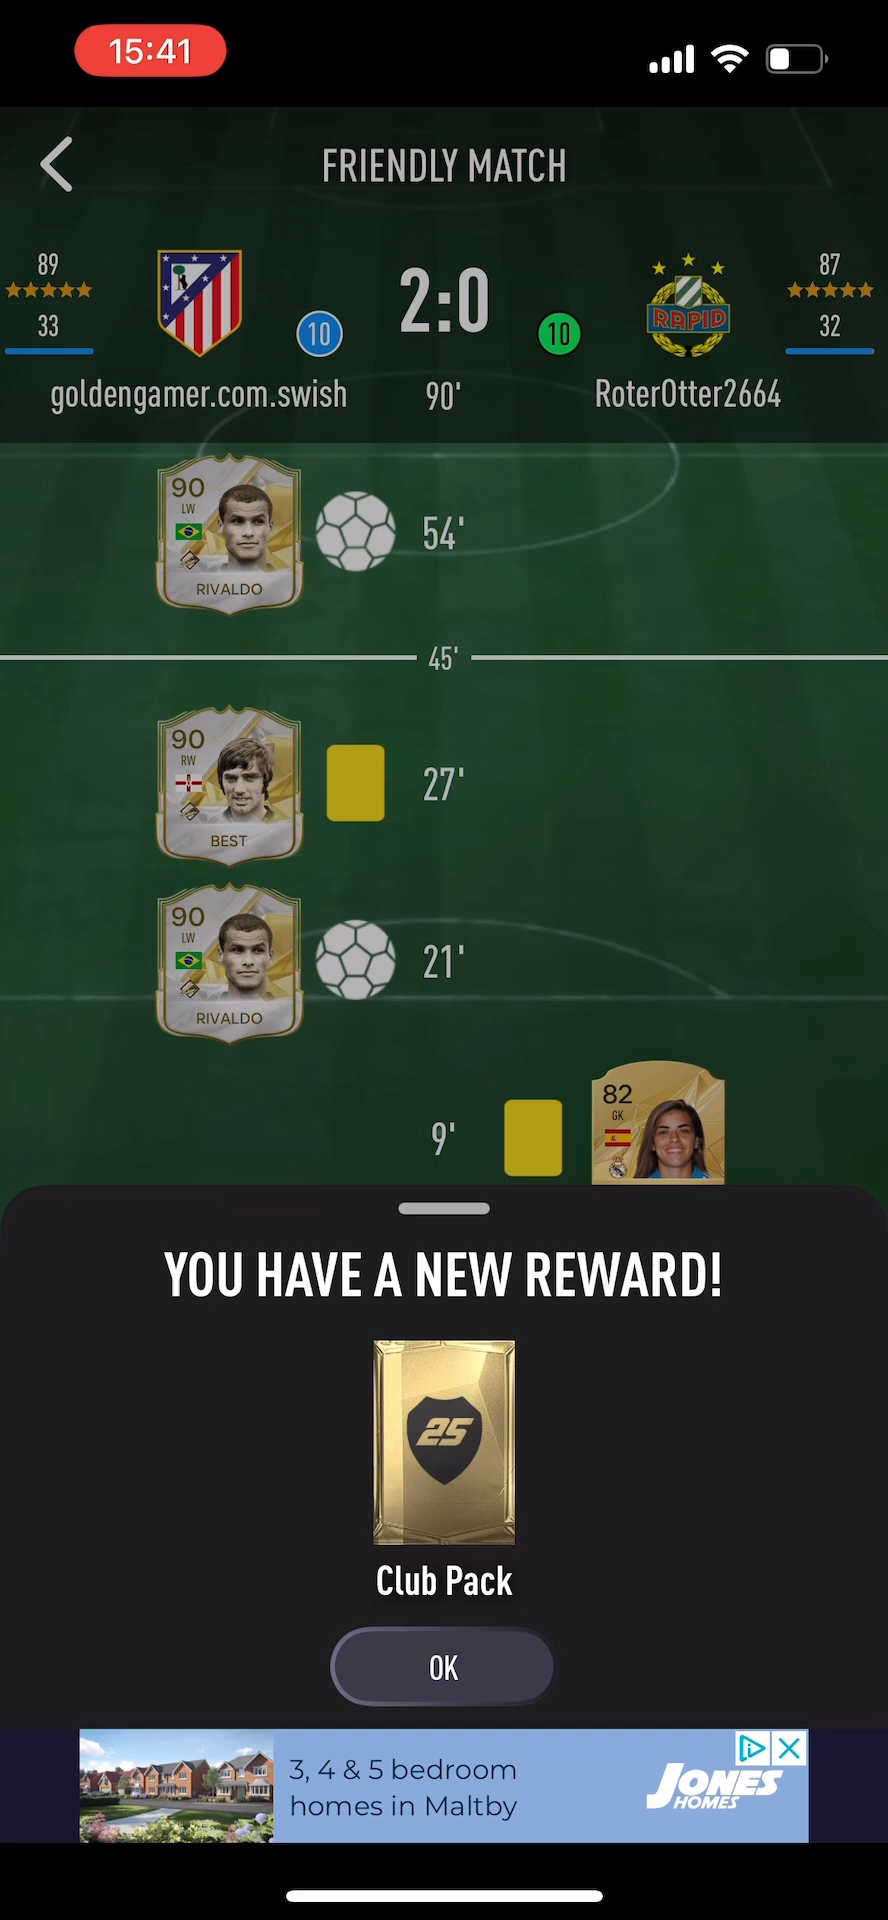 15:41
FRIENDLY MATCH
89
33
10
2:0
10
RAPID
87
32
goldengamer.com.swish
90'
RoterOtter2664
90
LW
RIVALDO
54'
45'
90
RW
BEST
27'
90
LW
RIVALDO
21'
9'
82
GK
YOU HAVE A NEW REWARD!
25
Club Pack
OK
3, 4 & 5 bedroom
homes in Maltby
JONES
HOMES